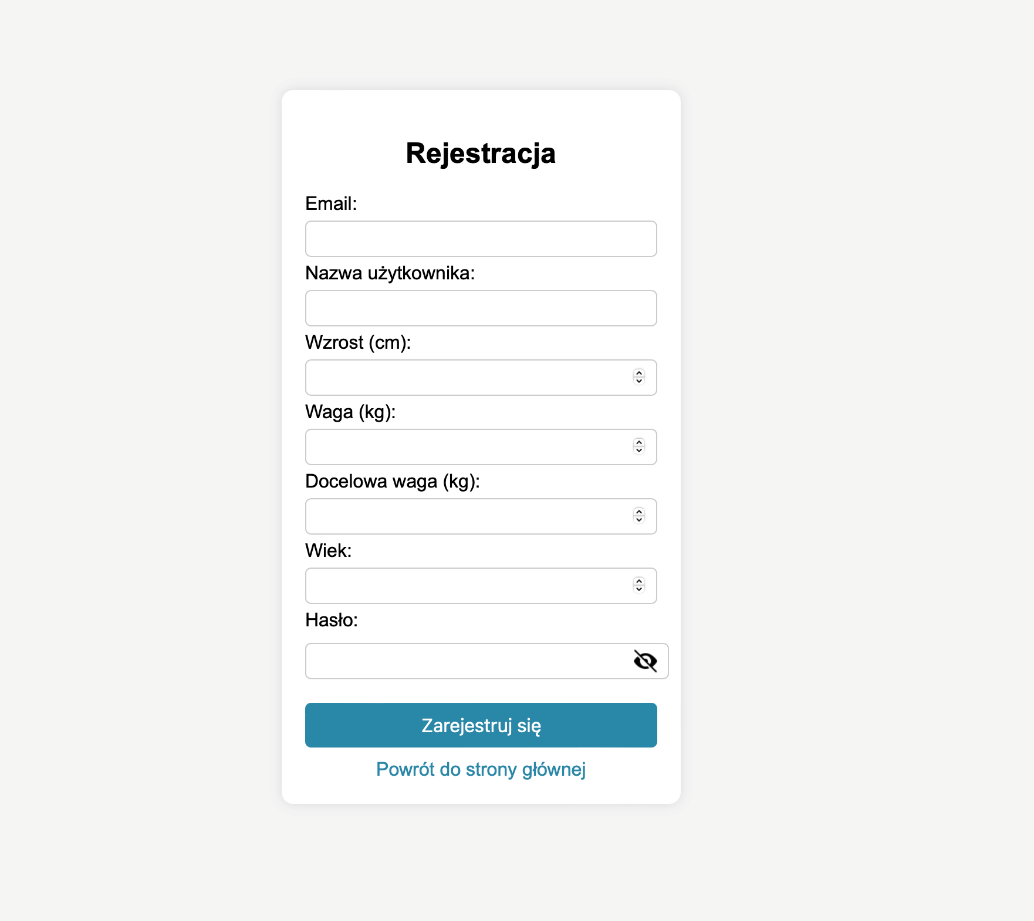 Rejestracja
Email:
Nazwa użytkownika:
Wzrost (cm):
Waga (kg):
Docelowa waga (kg):
Wiek:
Hasło:
Zarejestruj się
Powrót do strony głównej